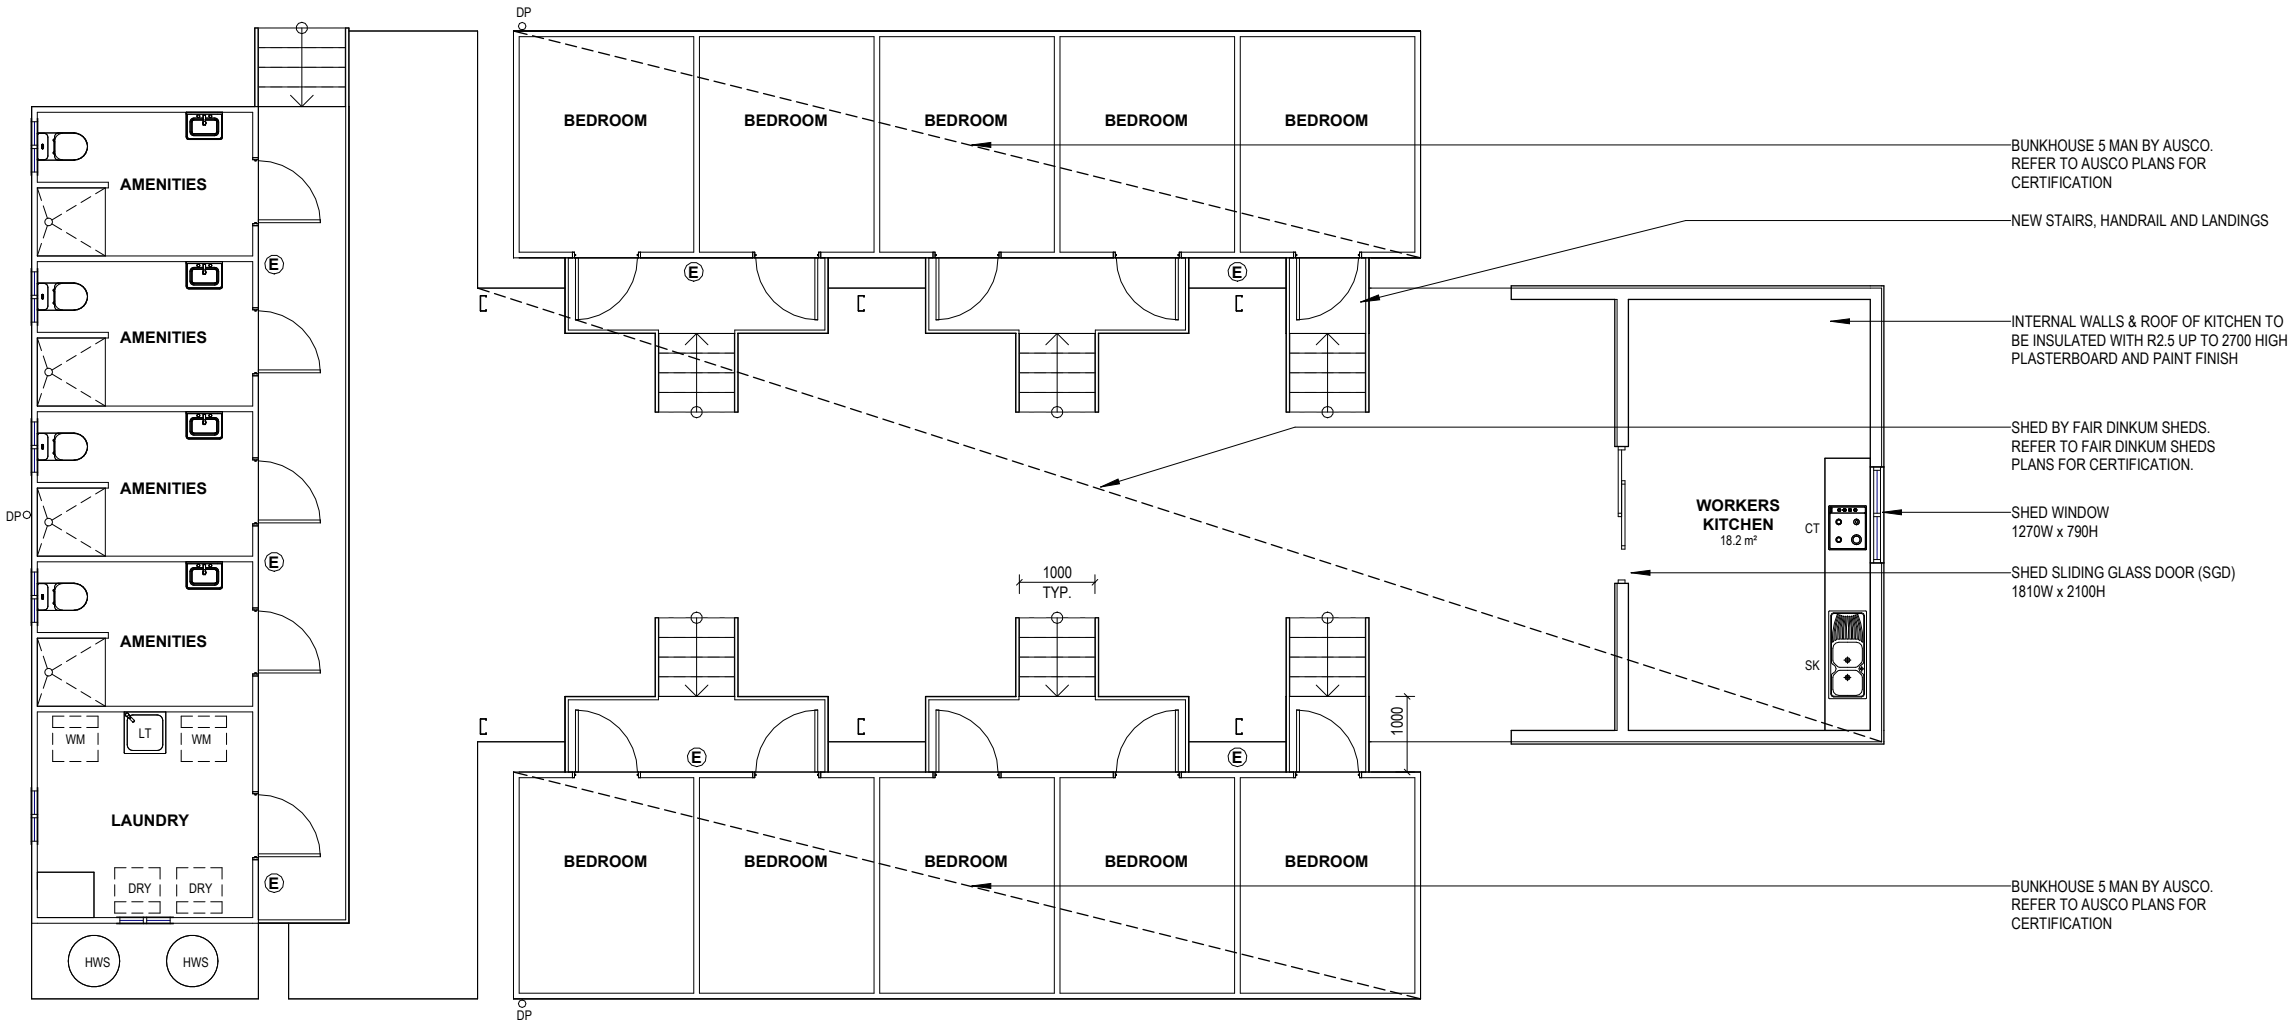 DP
BEDROOM
BEDROOM
BEDROOM
BEDROOM
BEDROOM
BUNKHOUSE 5 MAN BY AUSCO.
REFER TO AUSCO PLANS FOR
CERTIFICATION
AMENITIES
NEW STAIRS, HANDRAIL AND LANDINGS
E
E
E
INTERNAL WALLS & ROOF OF KITCHEN TO
BE INSULATED WITH R2.5 UP TO 2700 HIGH
PLASTERBOARD AND PAINT FINISH
AMENITIES
SHED BY FAIR DINKUM SHEDS.
REFER TO FAIR DINKUM SHEDS
PLANS FOR CERTIFICATION.
AMENITIES
DP
WORKERS
KITCHEN
18.2 m²
CT
SHED WINDOW
1270W x 790H
E
1000
TYP.
SHED SLIDING GLASS DOOR (SGD)
1810W x 2100H
AMENITIES
SK
WM
LT
WM
1000
E
E
LAUNDRY
BEDROOM
BEDROOM
BEDROOM
BEDROOM
BEDROOM
DRY
DRY
E
BUNKHOUSE 5 MAN BY AUSCO.
REFER TO AUSCO PLANS FOR
CERTIFICATION
HWS
HWS
DP